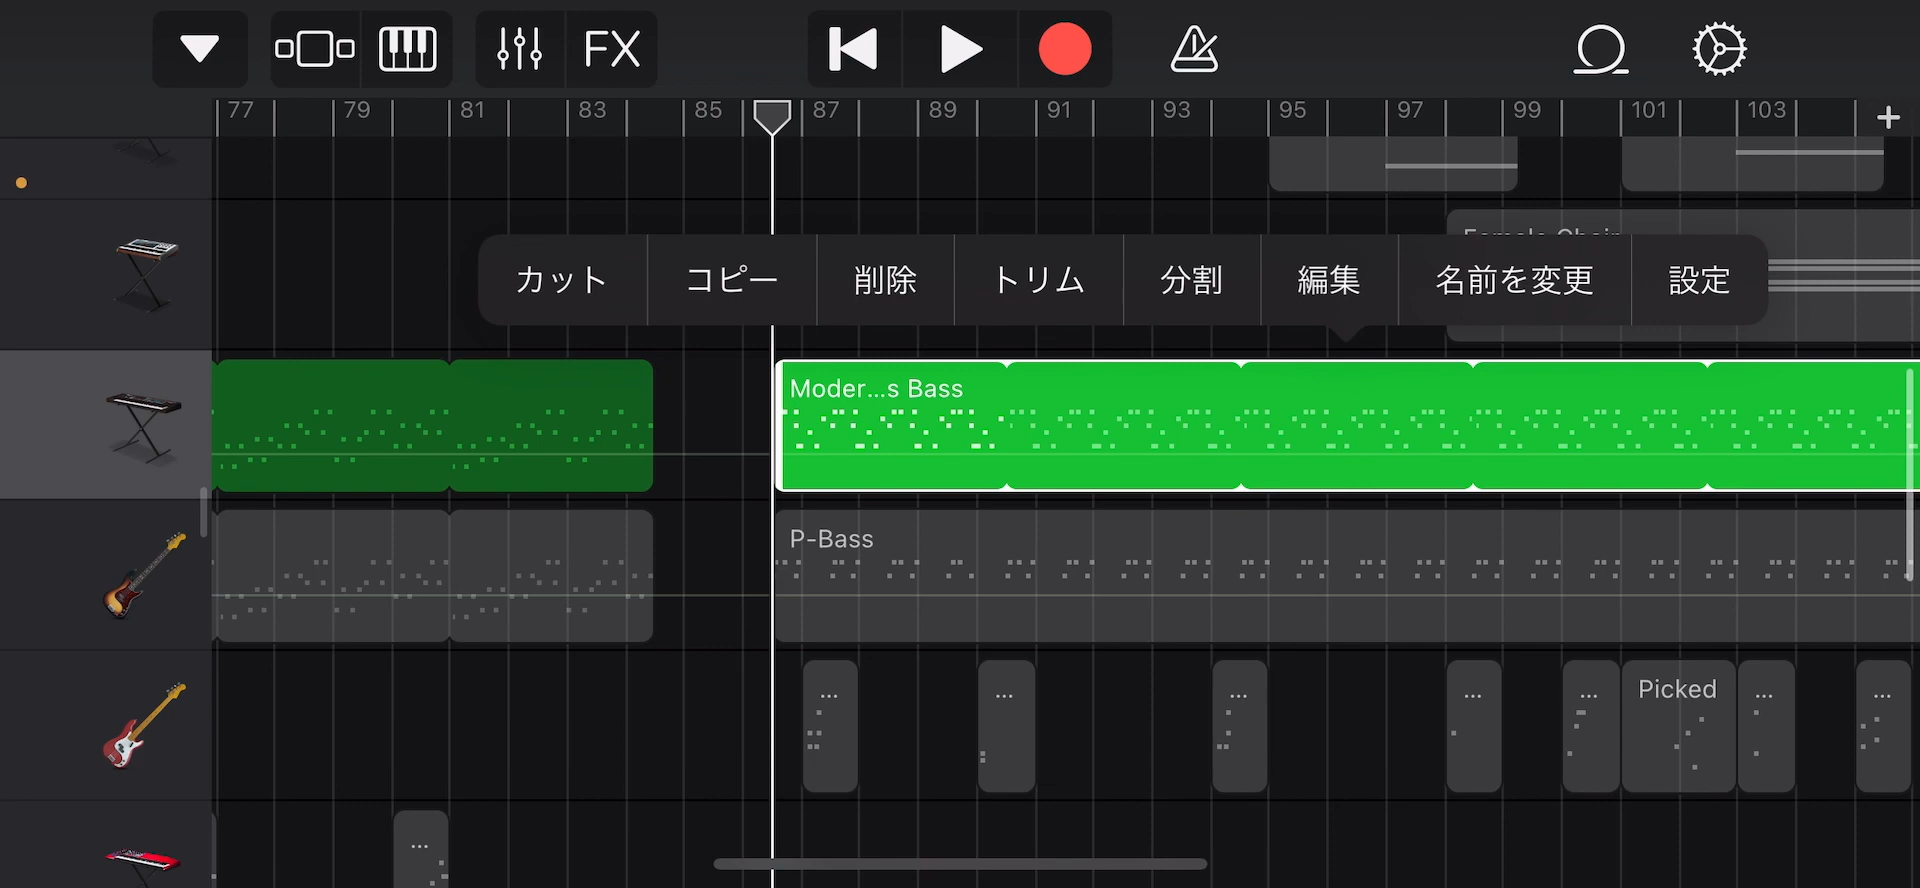 FX
77 79 81 83 85 87 89 91 93 95 97 99 101 103 +
カット コピー 削除 トリム 分割 編集 名前を変更 設定
Moder...s Bass
P-Bass
... ... ... ... ... Picked ... ...
...